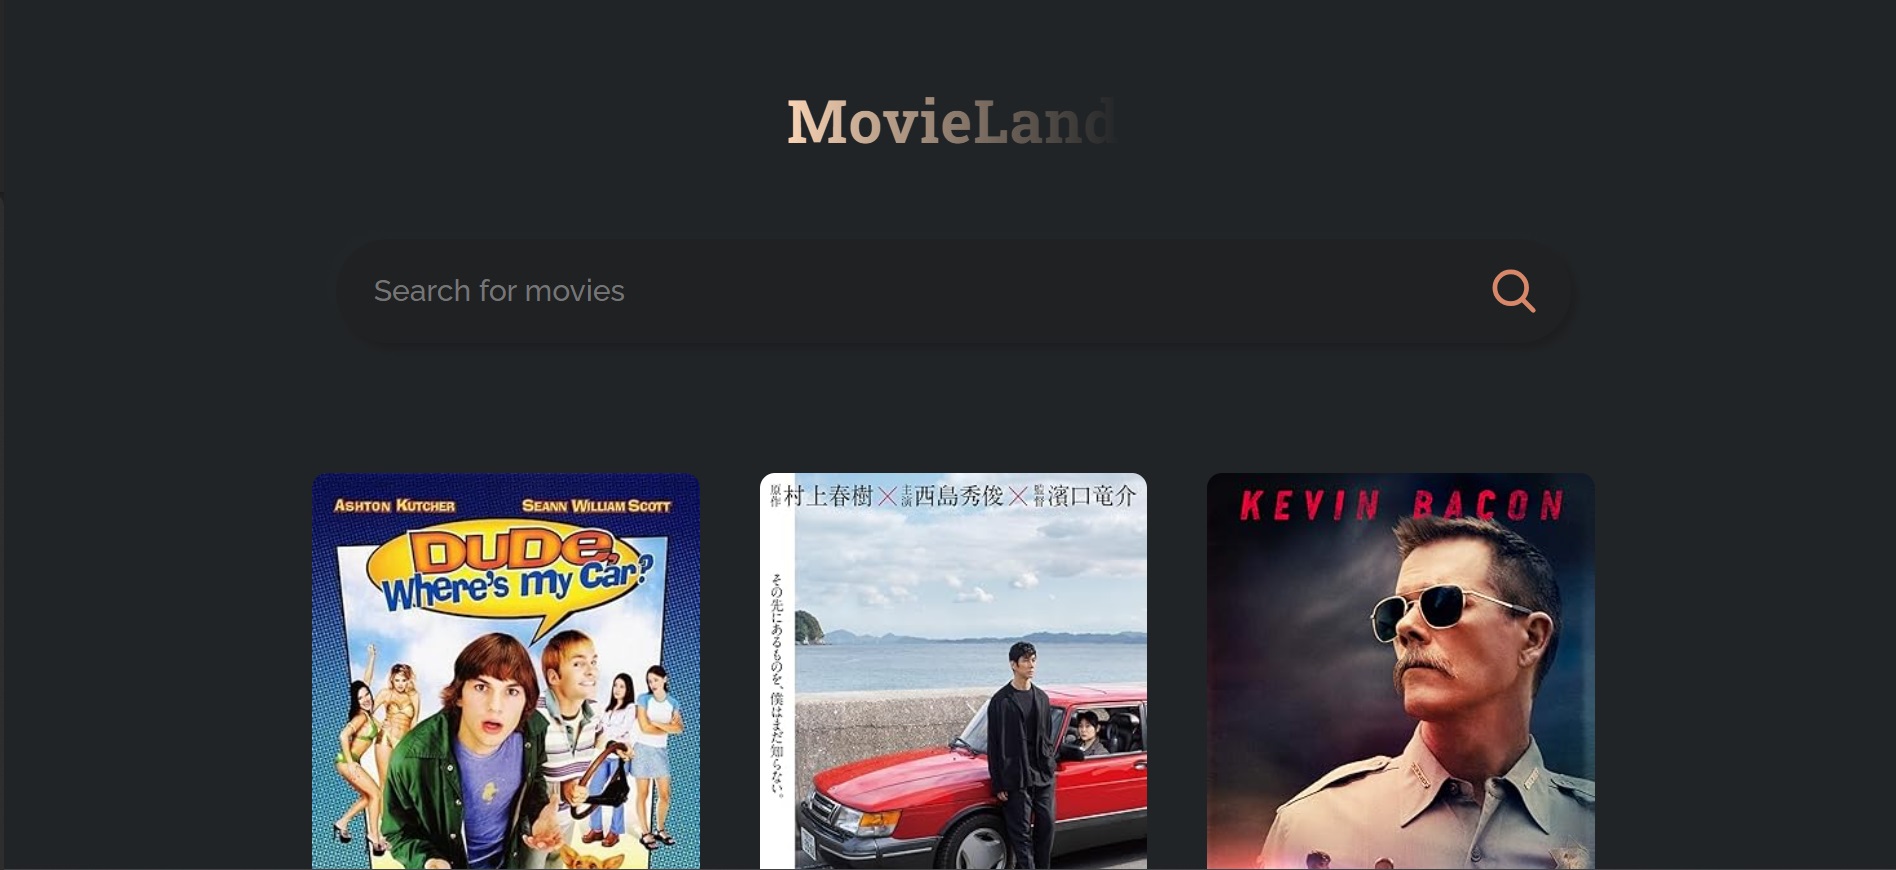 MovieLand
Search for movies
ASHTON KUTCHER
SEANN WILLIAM SCOTT
DUDe,
Where's my Car?
原作 村上春樹 × 主演 西島秀俊 × 監督 濱口竜介
その先にあるものを、僕はまだ知らない。
KEVIN BACON